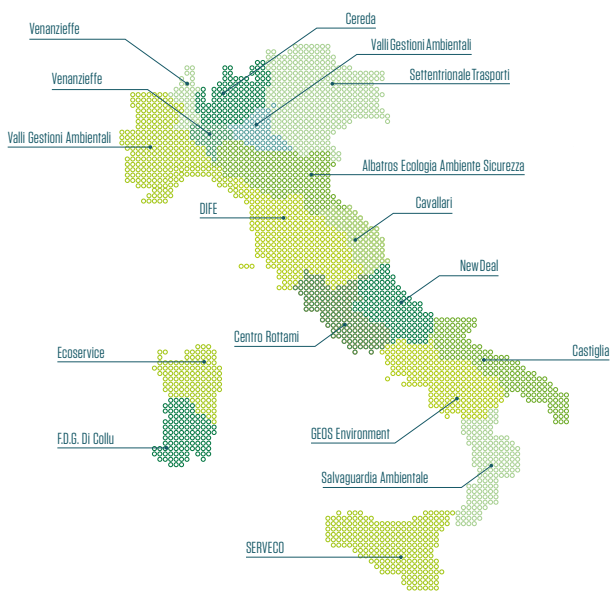 Cereda
Venanzieffe
Valli Gestioni Ambientali
Venanzieffe
Settentrionale Trasporti
Valli Gestioni Ambientali
Albatros Ecologia Ambiente Sicurezza
DIFE
Cavallari
New Deal
Centro Rottami
Ecoservice
Castiglia
GEOS Environment
F.D.G. Di Collu
Salvaguardia Ambientale
SERVECO